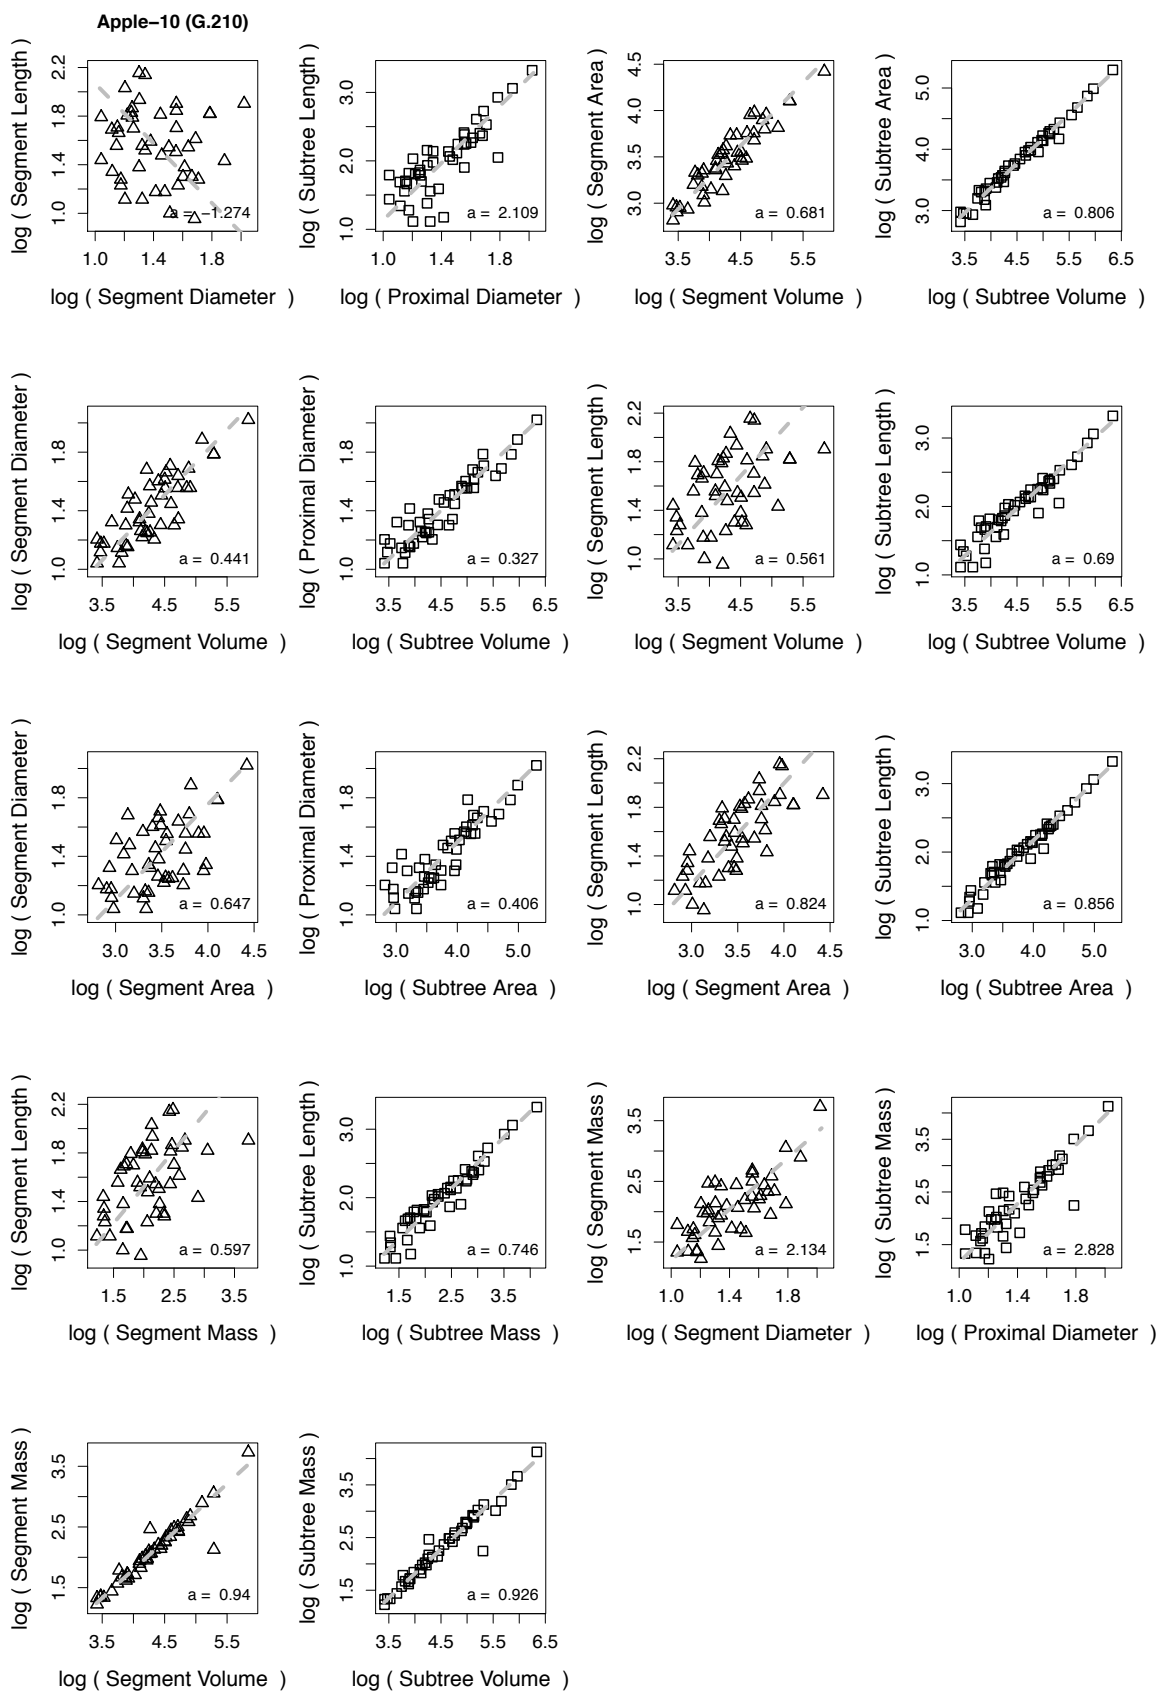 Apple−10 (G.210)
log ( Segment Length )
1.0 1.4 1.8 2.2
a = −1.274
1.0 1.4 1.8
log ( Segment Diameter )
log ( Subtree Length )
1.0 2.0 3.0
a = 2.109
1.0 1.4 1.8
log ( Proximal Diameter )
log ( Segment Area )
3.0 3.5 4.0 4.5
a = 0.681
3.5 4.5 5.5
log ( Segment Volume )
log ( Subtree Area )
3.0 4.0 5.0
a = 0.806
3.5 4.5 5.5 6.5
log ( Subtree Volume )
log ( Segment Diameter )
1.0 1.4 1.8
a = 0.441
3.5 4.5 5.5
log ( Segment Volume )
log ( Proximal Diameter )
1.0 1.4 1.8
a = 0.327
3.5 4.5 5.5 6.5
log ( Subtree Volume )
log ( Segment Length )
1.0 1.4 1.8 2.2
a = 0.561
3.5 4.5 5.5
log ( Segment Volume )
log ( Subtree Length )
1.0 2.0 3.0
a = 0.69
3.5 4.5 5.5 6.5
log ( Subtree Volume )
log ( Segment Diameter )
1.0 1.4 1.8
a = 0.647
3.0 3.5 4.0 4.5
log ( Segment Area )
log ( Proximal Diameter )
1.0 1.4 1.8
a = 0.406
3.0 4.0 5.0
log ( Subtree Area )
log ( Segment Length )
1.0 1.4 1.8 2.2
a = 0.824
3.0 3.5 4.0 4.5
log ( Segment Area )
log ( Subtree Length )
1.0 2.0 3.0
a = 0.856
3.0 4.0 5.0
log ( Subtree Area )
log ( Segment Length )
1.0 1.4 1.8 2.2
a = 0.597
1.5 2.5 3.5
log ( Segment Mass )
log ( Subtree Length )
1.0 2.0 3.0
a = 0.746
1.5 2.5 3.5
log ( Subtree Mass )
log ( Segment Mass )
1.5 2.5 3.5
a = 2.134
1.0 1.4 1.8
log ( Segment Diameter )
log ( Subtree Mass )
1.5 2.5 3.5
a = 2.828
1.0 1.4 1.8
log ( Proximal Diameter )
log ( Segment Mass )
1.5 2.5 3.5
a = 0.94
3.5 4.5 5.5
log ( Segment Volume )
log ( Subtree Mass )
1.5 2.5 3.5
a = 0.926
3.5 4.5 5.5 6.5
log ( Subtree Volume )